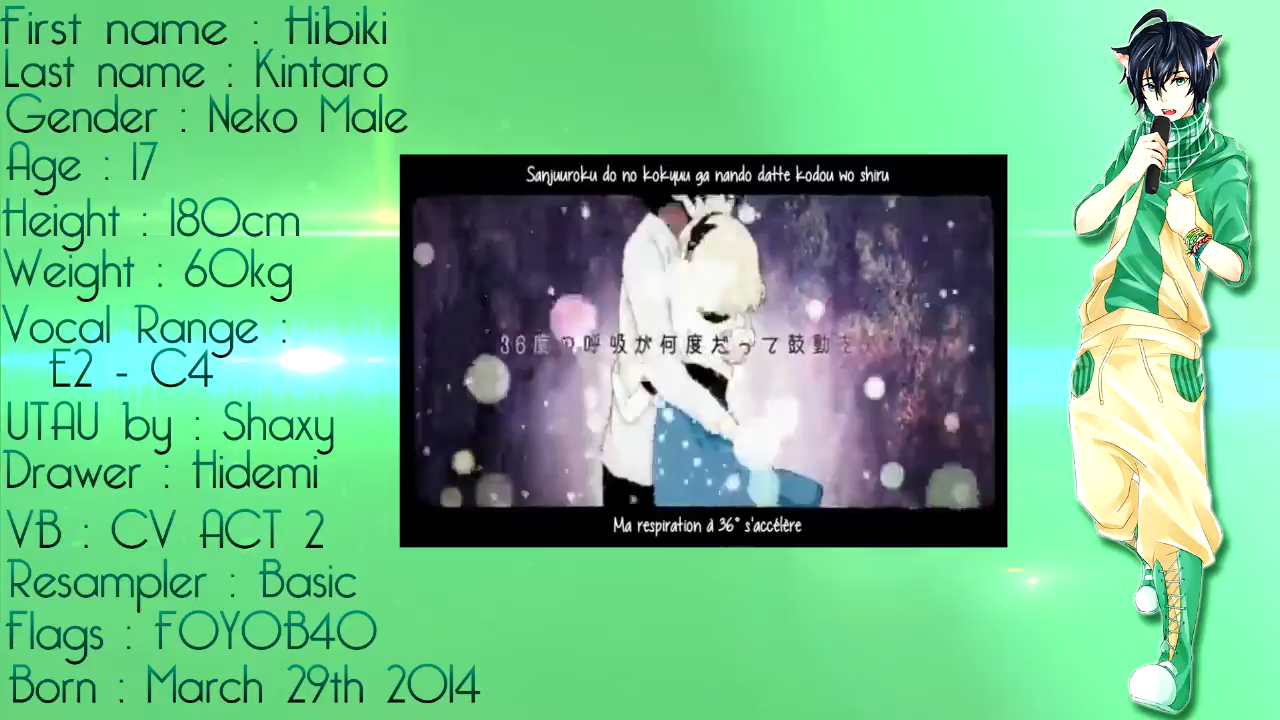 First name : Hibiki
Last name : Kintaro
Gender : Neko Male
Age : 17
Height : 180cm
Weight : 60kg
Vocal Range :
E2 - C4
UTAU by : Shaxy
Drawer : Hidemi
VB : CV ACT 2
Resampler : Basic
Flags : F0Y0B40
Born : March 29th 2014
Sanjuuroku do no kokyuu ga nando datte kodou wo shiru
36度の呼吸が何度だって鼓動を
Ma respiration à 36° s'accélère